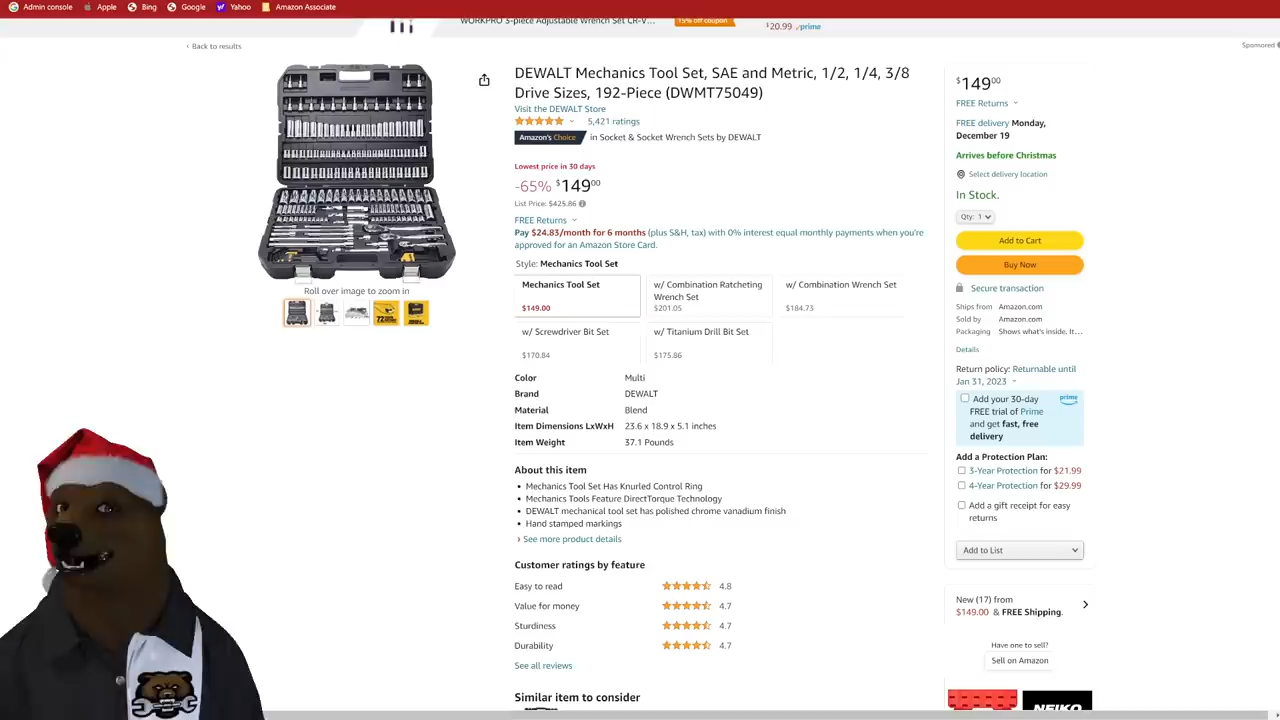 Admin console
Bing
Google
Yahoo
Amazon Associate
WORKPRO 3-piece Adjustable Wrench Set CR-V...
15% off coupon
$20.99 prime
‹ Back to results
Sponsored
DEWALT Mechanics Tool Set, SAE and Metric, 1/2, 1/4, 3/8
Drive Sizes, 192-Piece (DWMT75049)
Visit the DEWALT Store
5,421 ratings
Amazon's Choice in Socket & Socket Wrench Sets by DEWALT
Lowest price in 30 days
-65% $14900
List Price: $425.86
FREE Returns
Pay $24.83/month for 6 months (plus S&H, tax) with 0% interest equal monthly payments when you're
approved for an Amazon Store Card.
Style: Mechanics Tool Set
Mechanics Tool Set
$149.00
w/ Combination Ratcheting
Wrench Set
$201.05
w/ Combination Wrench Set
$184.73
w/ Screwdriver Bit Set
$170.84
w/ Titanium Drill Bit Set
$175.86
Roll over image to zoom in
72
Color Multi
Brand DEWALT
Material Blend
Item Dimensions LxWxH 23.6 x 18.9 x 5.1 inches
Item Weight 37.1 Pounds
About this item
• Mechanics Tool Set Has Knurled Control Ring
• Mechanics Tools Feature DirectTorque Technology
• DEWALT mechanical tool set has polished chrome vanadium finish
• Hand stamped markings
› See more product details
Customer ratings by feature
Easy to read 4.8
Value for money 4.7
Sturdiness 4.7
Durability 4.7
See all reviews
Similar item to consider
$14900
FREE Returns
FREE delivery Monday,
December 19
Arrives before Christmas
Select delivery location
In Stock.
Qty: 1
Add to Cart
Buy Now
Secure transaction
Ships from Amazon.com
Sold by Amazon.com
Packaging Shows what's inside. It...
Details
Return policy: Returnable until
Jan 31, 2023
Add your 30-day
FREE trial of Prime
and get fast, free
delivery
prime
Add a Protection Plan:
3-Year Protection for $21.99
4-Year Protection for $29.99
Add a gift receipt for easy
returns
Add to List
New (17) from
$149.00 & FREE Shipping.
Have one to sell?
Sell on Amazon
NEIKO